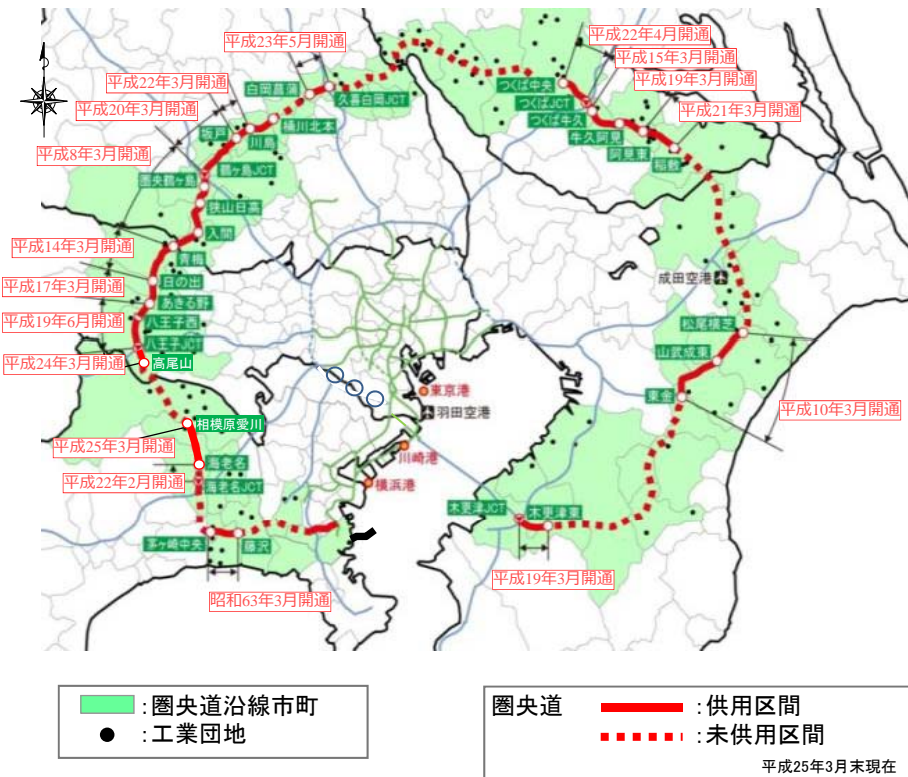 平成23年5月開通
平成22年4月開通
平成15年3月開通
平成22年3月開通
平成19年3月開通
平成20年3月開通
平成21年3月開通
平成8年3月開通
白岡菖蒲
久喜白岡JCT
つくば中央
つくばJCT
つくば牛久
牛久阿見
阿見東
稲敷
桶川北本
坂戸
川島
鶴ヶ島JCT
圏央鶴ヶ島
狭山日高
入間
平成14年3月開通
青梅
日の出
平成17年3月開通
あきる野
平成19年6月開通
八王子西
八王子JCT
平成24年3月開通
高尾山
成田空港
松尾横芝
山武成東
東金
平成10年3月開通
東京港
羽田空港
相模原愛川
平成25年3月開通
川崎港
海老名
平成22年2月開通
海老名JCT
横浜港
木更津JCT
木更津東
茅ヶ崎中央
藤沢
平成19年3月開通
昭和63年3月開通
:圏央道沿線市町
:工業団地
圏央道
:供用区間
:未供用区間
平成25年3月末現在